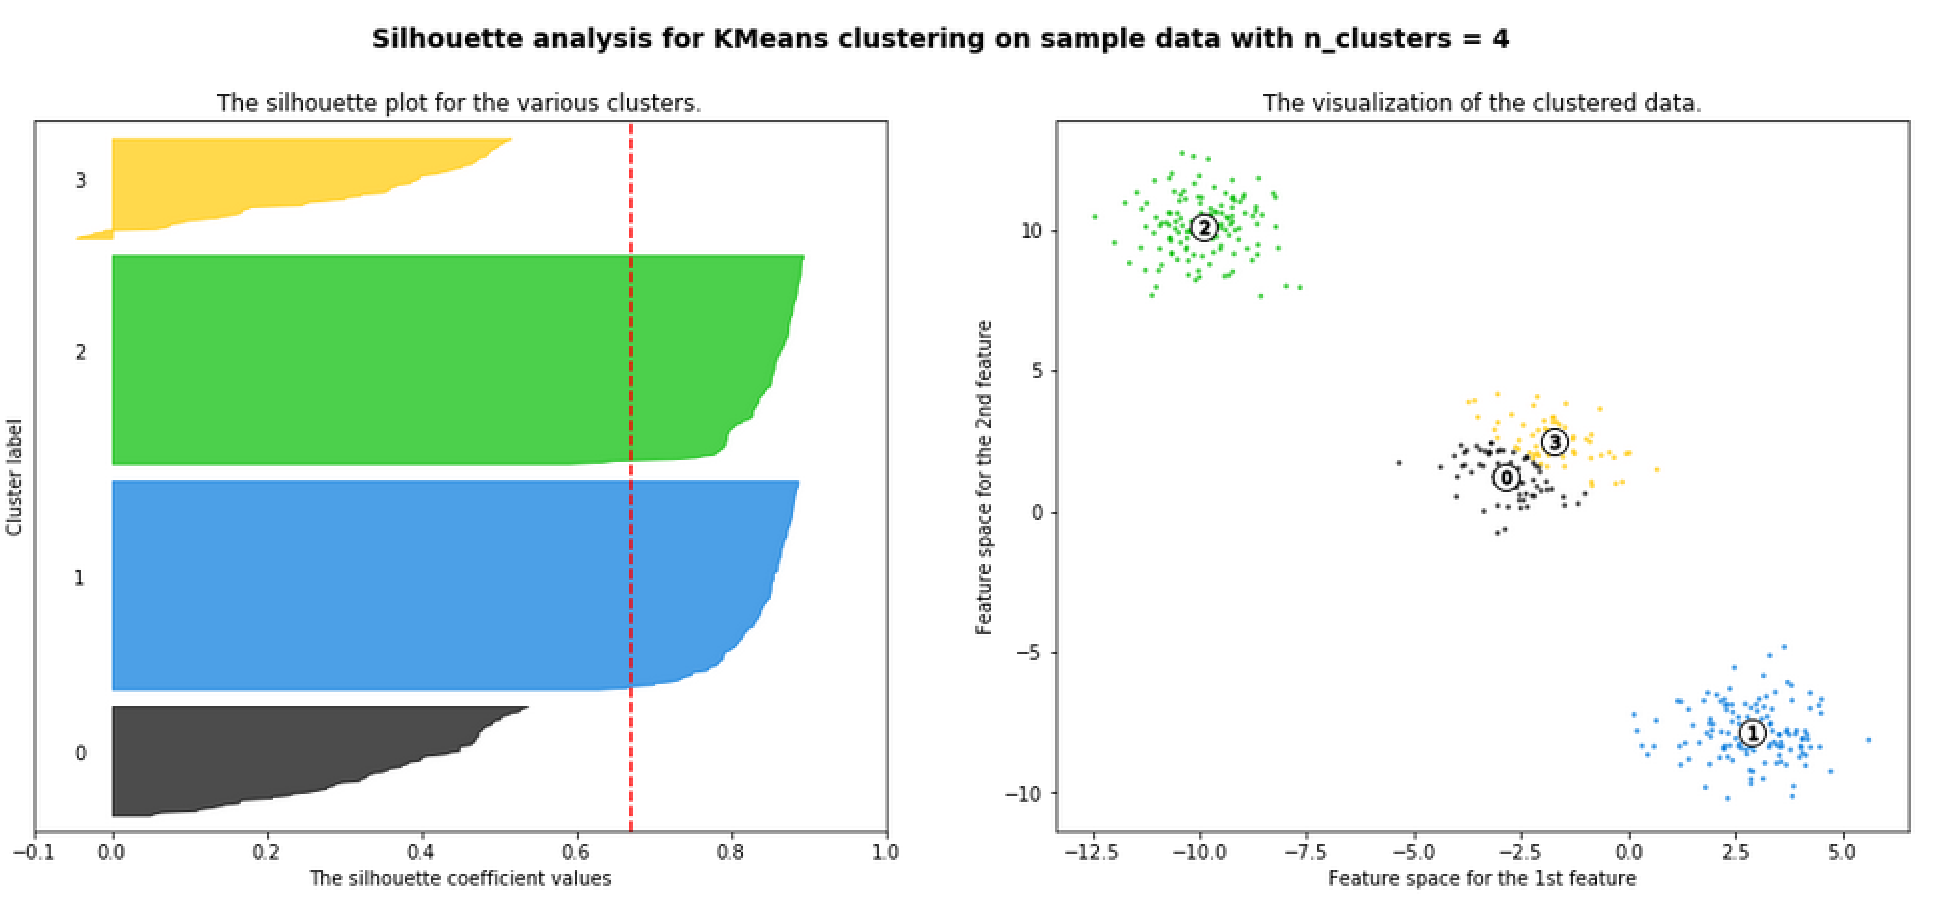 Silhouette analysis for KMeans clustering on sample data with n_clusters = 4
The silhouette plot for the various clusters.
3
2
1
0
Cluster label
−0.1 0.0 0.2 0.4 0.6 0.8 1.0
The silhouette coefficient values
The visualization of the clustered data.
10
5
0
−5
−10
Feature space for the 2nd feature
2
3
0
1
−12.5 −10.0 −7.5 −5.0 −2.5 0.0 2.5 5.0
Feature space for the 1st feature